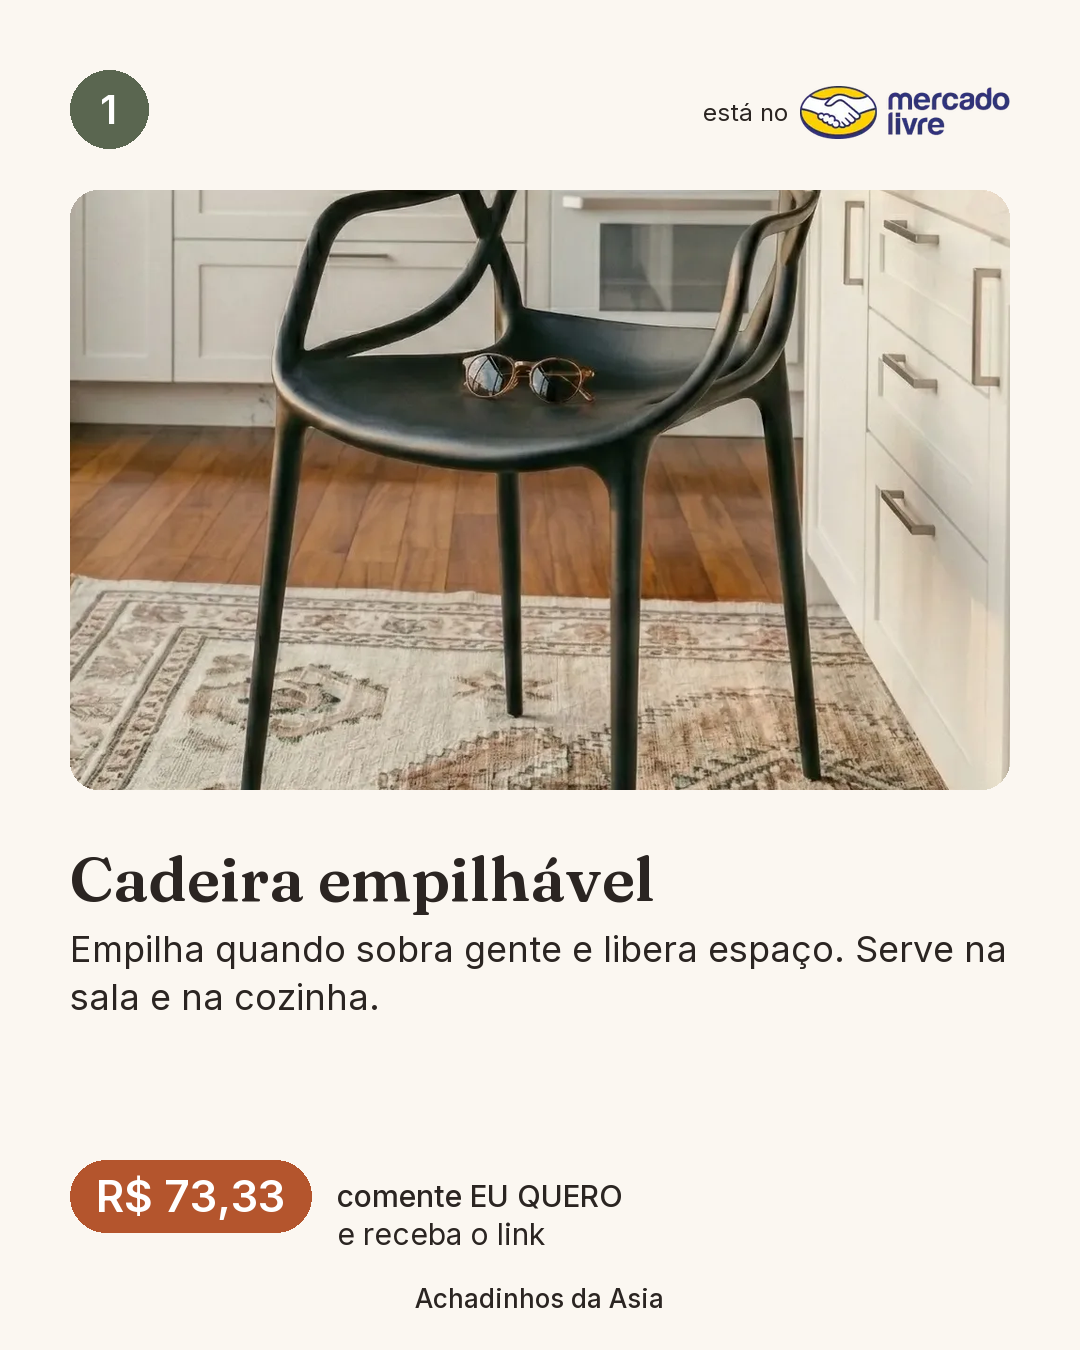 1
está no
mercado
livre
Cadeira empilhável
Empilha quando sobra gente e libera espaço. Serve na
sala e na cozinha.
R$ 73,33
comente EU QUERO
e receba o link
Achadinhos da Asia